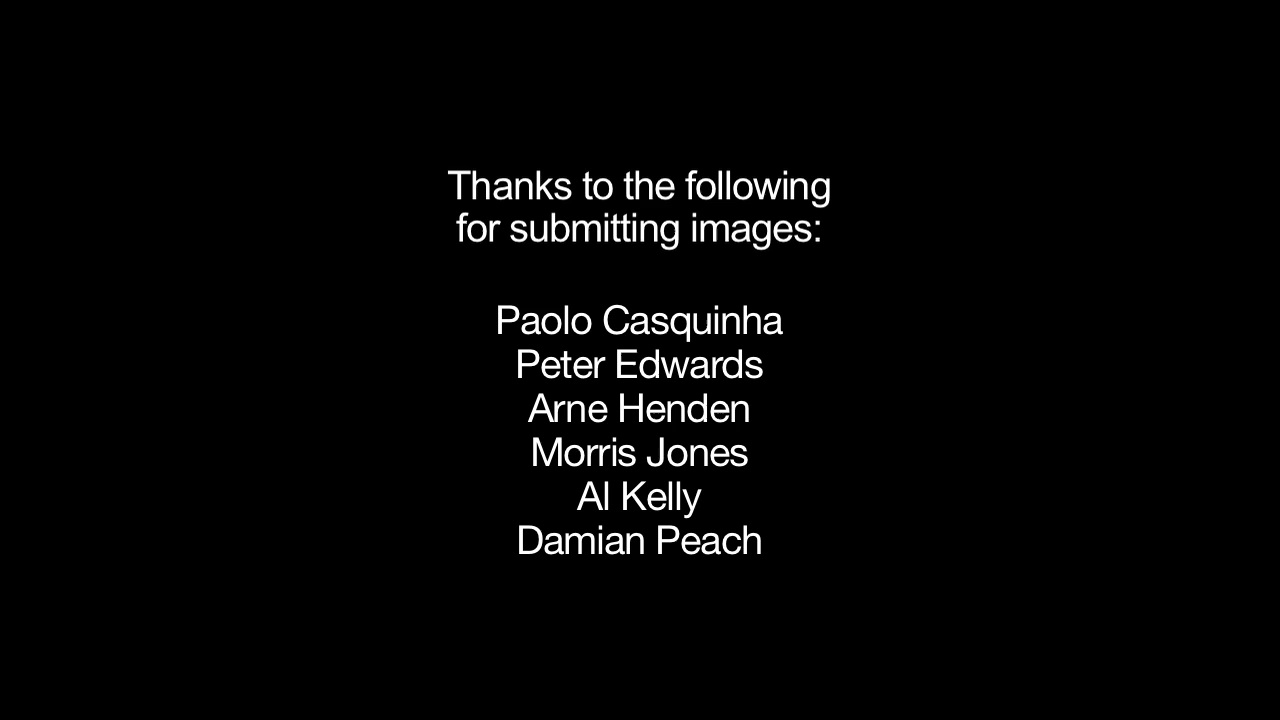 Thanks to the following
for submitting images:
Paolo Casquinha
Peter Edwards
Arne Henden
Morris Jones
Al Kelly
Damian Peach